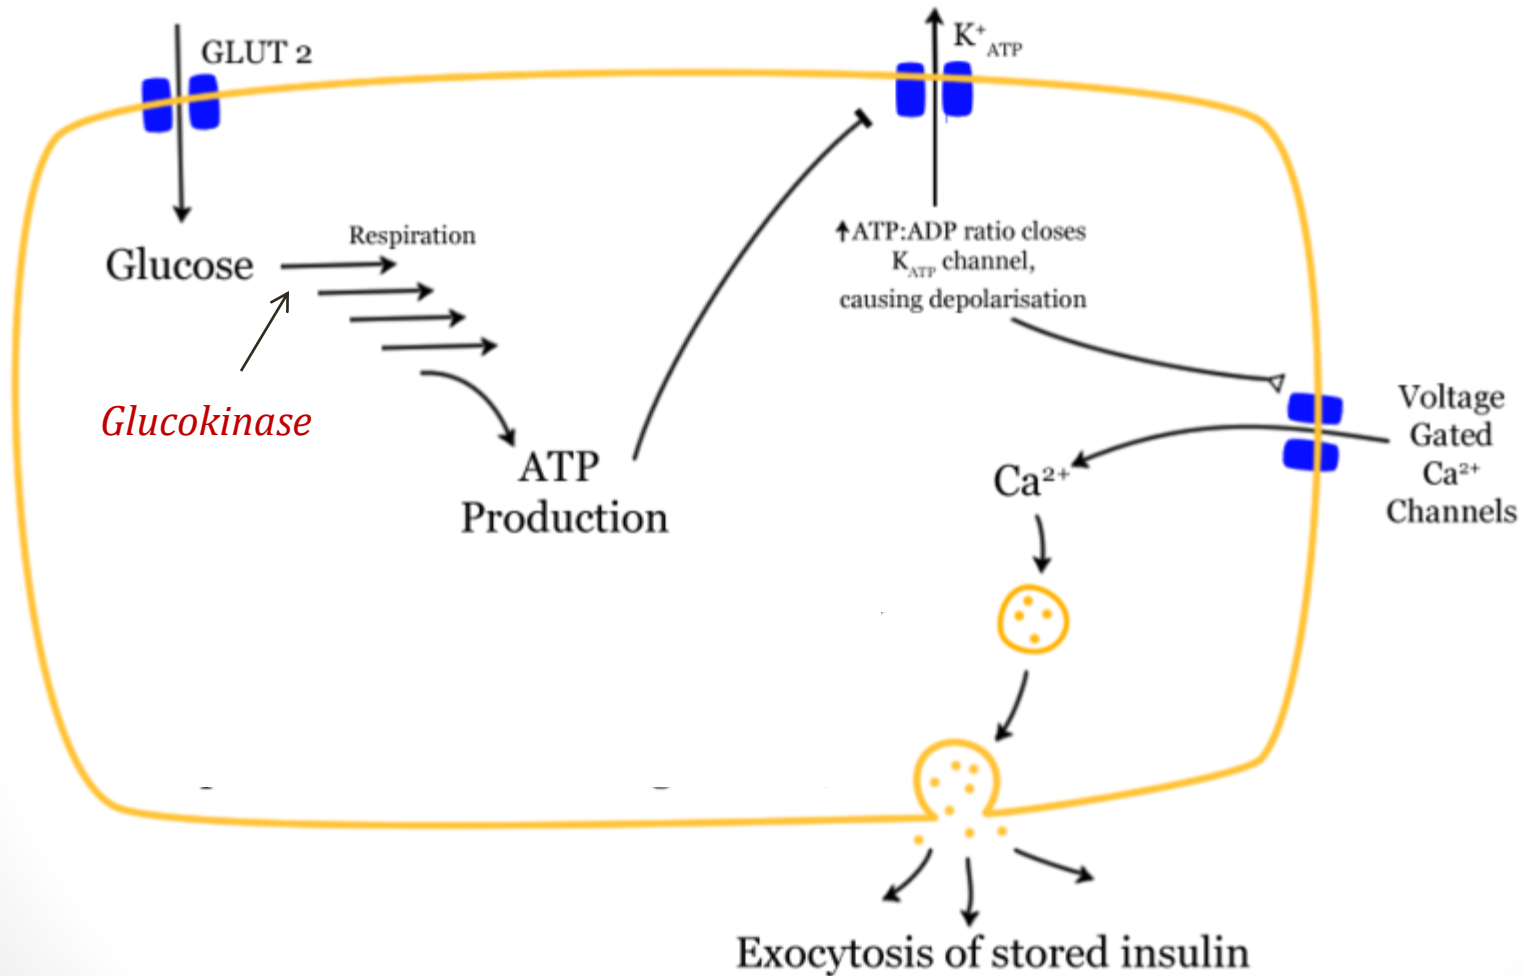 GLUT 2
K⁺ATP
Respiration
Glucose
Glucokinase
ATP
Production
↑ATP:ADP ratio closes
KATP channel,
causing depolarisation
Voltage
Gated
Ca²⁺
Channels
Ca²⁺
Exocytosis of stored insulin